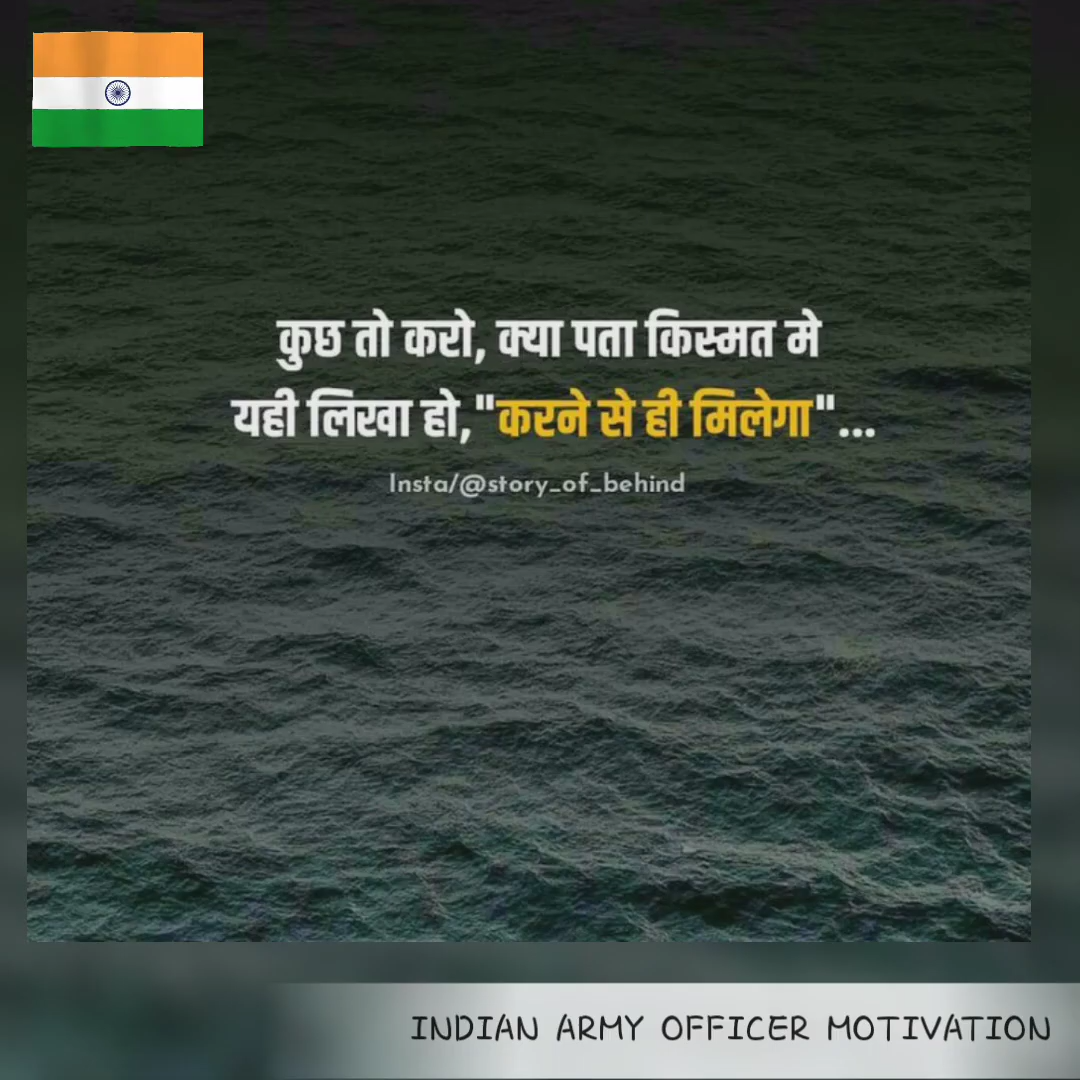 कुछ तो करो, क्या पता किस्मत मे
यही लिखा हो,"करने से ही मिलेगा"...
Insta/@story_of_behind
INDIAN ARMY OFFICER MOTIVATION